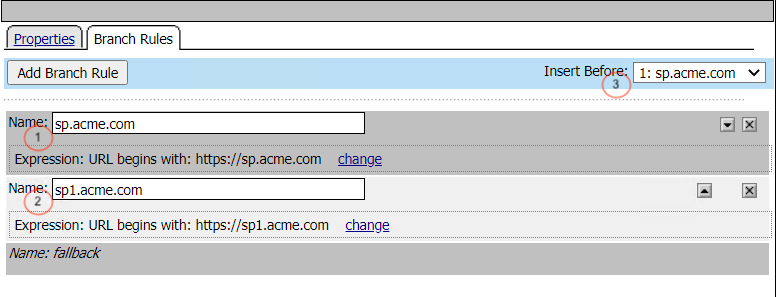 Properties Branch Rules
Add Branch Rule Insert Before: 1: sp.acme.com
3
Name: sp.acme.com
1
Expression: URL begins with: https://sp.acme.com change
Name: sp1.acme.com
2
Expression: URL begins with: https://sp1.acme.com change
Name: fallback